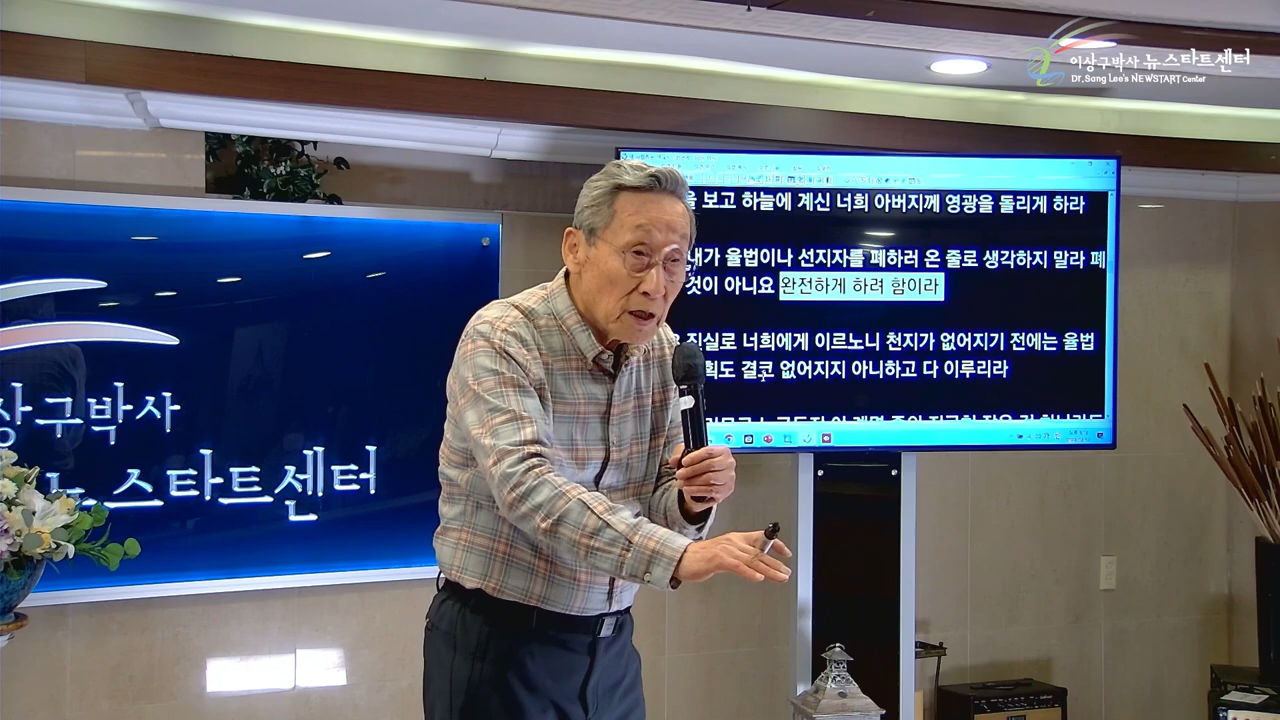 이상구박사 뉴스타트센터
Dr. Sang Lee's NEWSTART Center
보고 하늘에 계신 너희 아버지께 영광을 돌리게 하라
내가 율법이나 선지자를 폐하러 온 줄로 생각하지 말라 폐
것이 아니요 완전하게 하려 함이라
진실로 너희에게 이르노니 천지가 없어지기 전에는 율법
획도 결코 없어지지 아니하고 다 이루리라
상구박사
뉴스타트센터